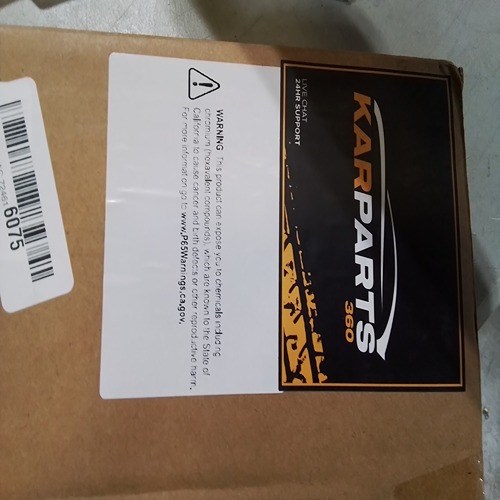 KARPARTS
360
LIVE CHAT
24HR SUPPORT
WARNING: This product can expose you to chemicals including
chromium (hexavalent compounds), which are known to the State of
California to cause cancer and birth defects or other reproductive harm.
For more information go to www.P65Warnings.ca.gov.
6075